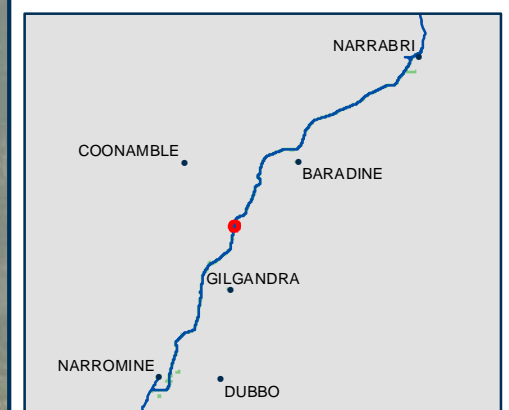 NARRABRI
COONAMBLE
BARADINE
GILGANDRA
NARROMINE
DUBBO